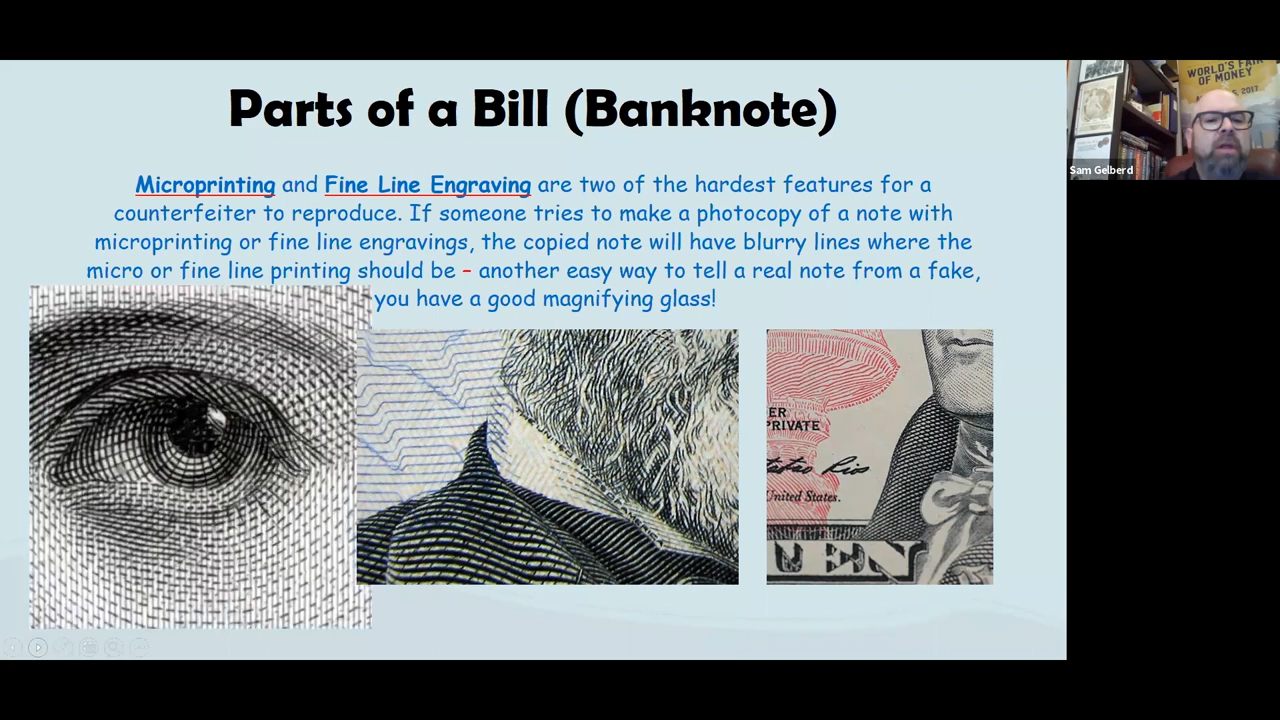 Parts of a Bill (Banknote)
Microprinting and Fine Line Engraving are two of the hardest features for a
counterfeiter to reproduce. If someone tries to make a photocopy of a note with
microprinting or fine line engravings, the copied note will have blurry lines where the
micro or fine line printing should be – another easy way to tell a real note from a fake,
you have a good magnifying glass!
ER
PRIVATE
United States.
UEN
WORLD'S FAIR
OF MONEY
2017
Sam Gelberd